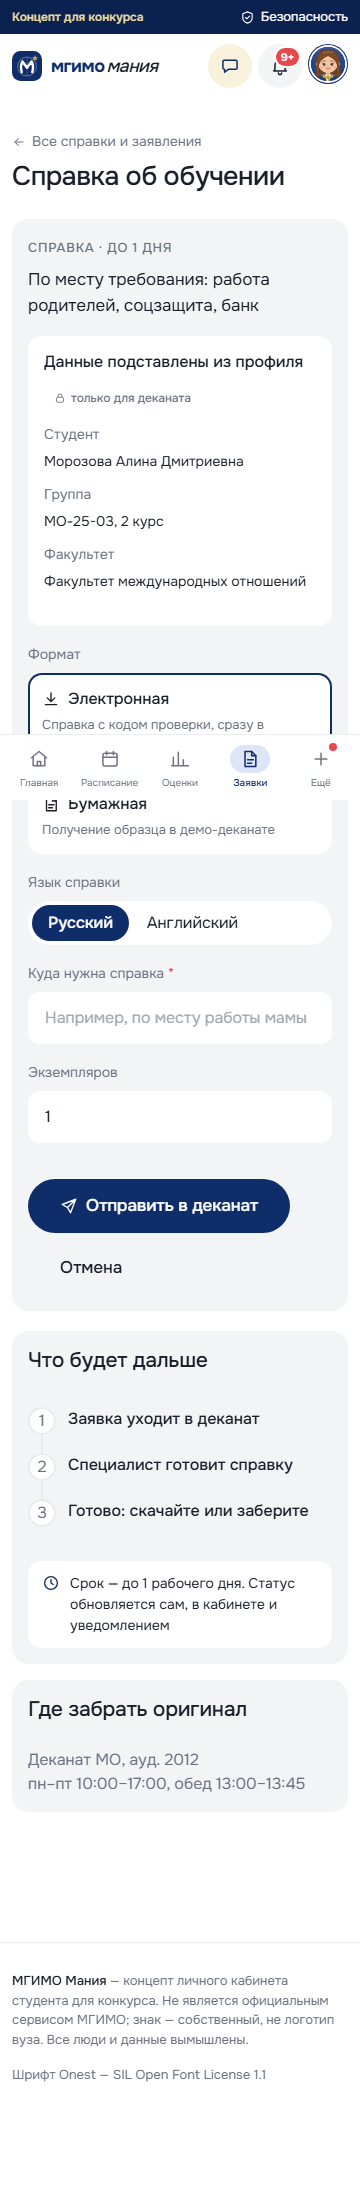 Концепт для конкурса
Безопасность
МГИМО Мания
9+
← Все справки и заявления
Справка об обучении
СПРАВКА · ДО 1 ДНЯ
По месту требования: работа
родителей, соцзащита, банк
Данные подставлены из профиля
только для деканата
Студент
Морозова Алина Дмитриевна
Группа
МО-25-03, 2 курс
Факультет
Факультет международных отношений
Формат
Электронная
Справка с кодом проверки, сразу в
Главная
Расписание
Оценки
Заявки
Ещё
Бумажная
Получение образца в демо-деканате
Язык справки
Русский
Английский
Куда нужна справка *
Например, по месту работы мамы
Экземпляров
1
Отправить в деканат
Отмена
Что будет дальше
1 Заявка уходит в деканат
2 Специалист готовит справку
3 Готово: скачайте или заберите
Срок — до 1 рабочего дня. Статус
обновляется сам, в кабинете и
уведомлением
Где забрать оригинал
Деканат МО, ауд. 2012
пн–пт 10:00–17:00, обед 13:00–13:45
МГИМО Мания — концепт личного кабинета
студента для конкурса. Не является официальным
сервисом МГИМО; знак — собственный, не логотип
вуза. Все люди и данные вымышлены.
Шрифт Onest — SIL Open Font License 1.1